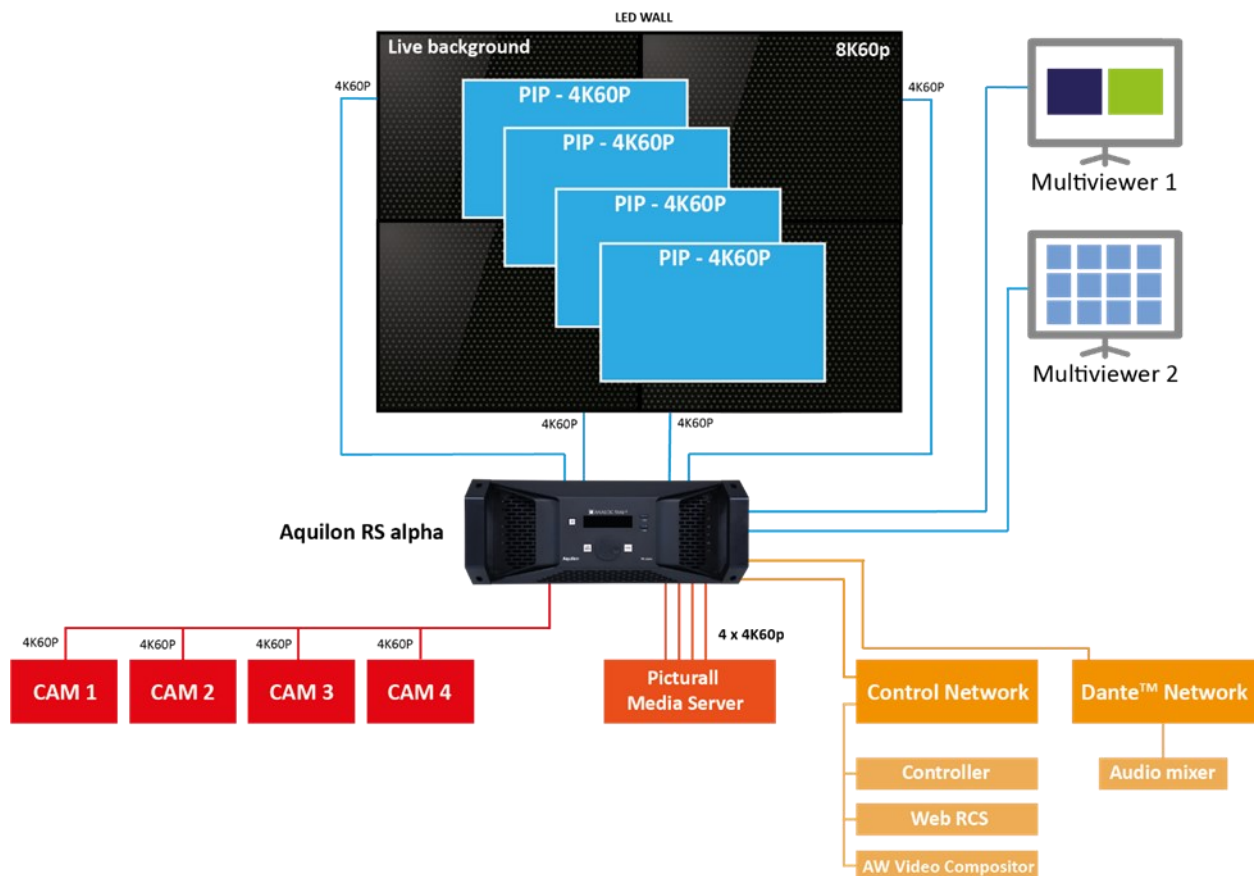 LED WALL
Live background
8K60p
4K60P
4K60P
PIP - 4K60P
PIP - 4K60P
PIP - 4K60P
PIP - 4K60P
Multiviewer 1
Multiviewer 2
4K60P
4K60P
Aquilon RS alpha
4 x 4K60p
4K60P
4K60P
4K60P
4K60P
CAM 1
CAM 2
CAM 3
CAM 4
Picturall
Media Server
Control Network
Dante™ Network
Controller
Audio mixer
Web RCS
AW Video Compositor